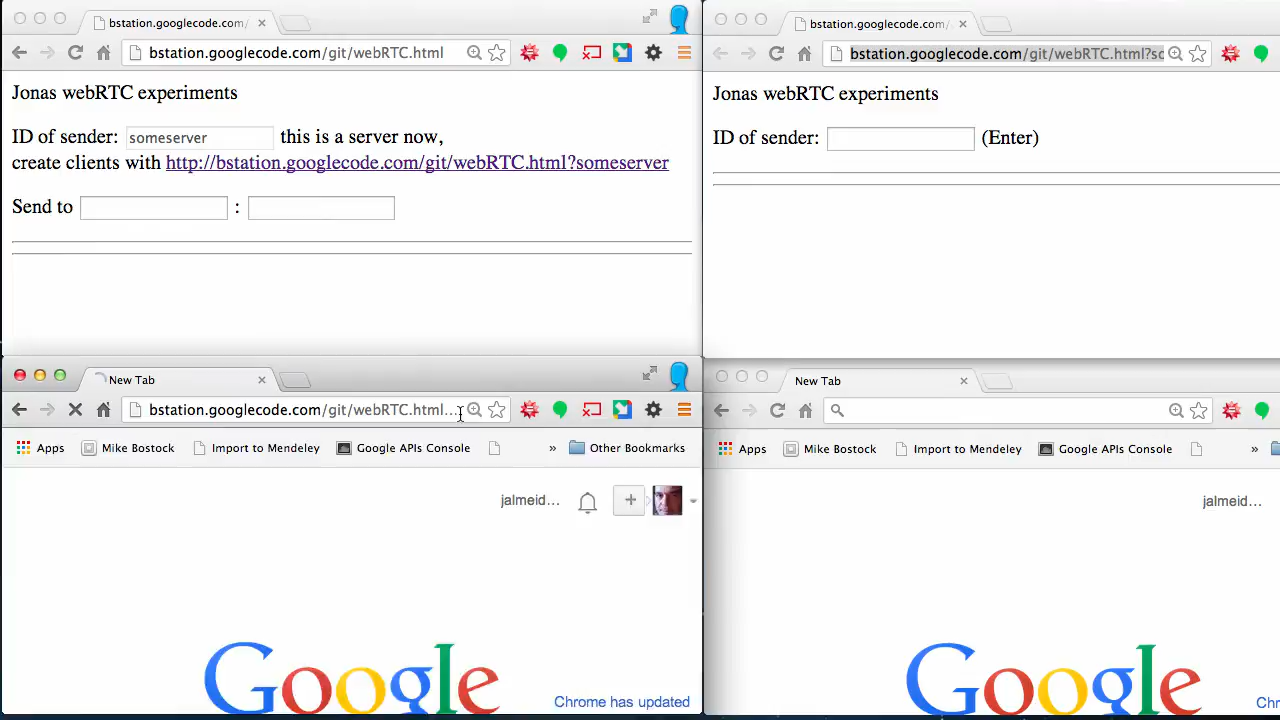 bstation.googlecode.com/
bstation.googlecode.com/git/webRTC.html
Jonas webRTC experiments
ID of sender: someserver this is a server now,
create clients with http://bstation.googlecode.com/git/webRTC.html?someserver
Send to :
bstation.googlecode.com/
bstation.googlecode.com/git/webRTC.html?so
Jonas webRTC experiments
ID of sender: (Enter)
New Tab
bstation.googlecode.com/git/webRTC.html...
Apps Mike Bostock Import to Mendeley Google APIs Console » Other Bookmarks
jalmeid...
Google
Chrome has updated
New Tab
Apps Mike Bostock Import to Mendeley Google APIs Console »
jalmeid...
Google
Ch